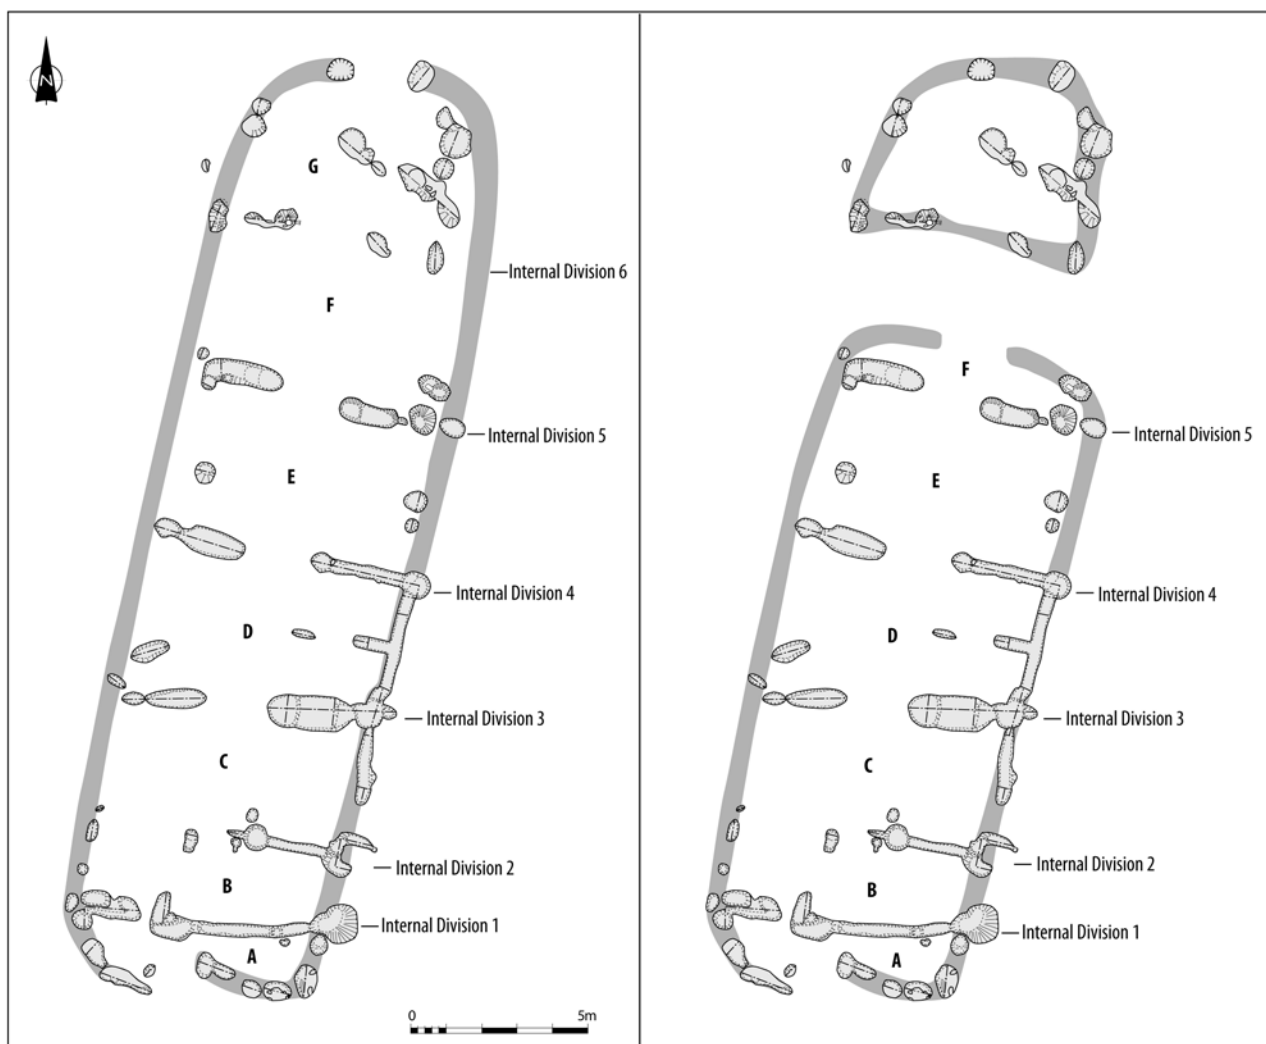 N
G
Internal Division 6
F
Internal Division 5
E
Internal Division 4
D
Internal Division 3
C
Internal Division 2
B
Internal Division 1
A
0 5m
F
Internal Division 5
E
Internal Division 4
D
Internal Division 3
C
Internal Division 2
B
Internal Division 1
A